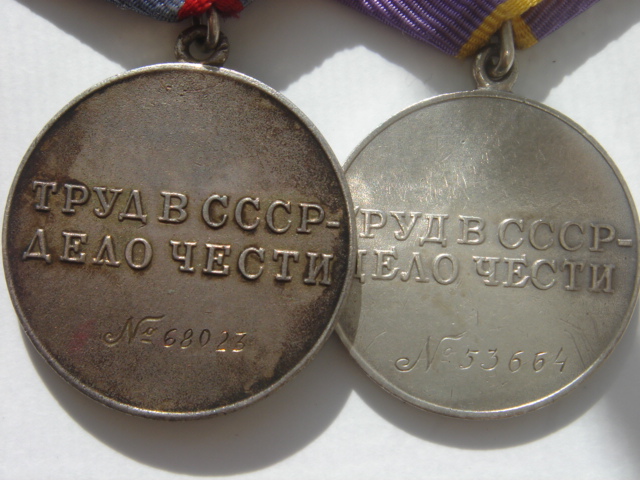 ТРУД В СССР-
ДЕЛО ЧЕСТИ
№ 68023
ТРУД В СССР-
ДЕЛО ЧЕСТИ
№ 53664